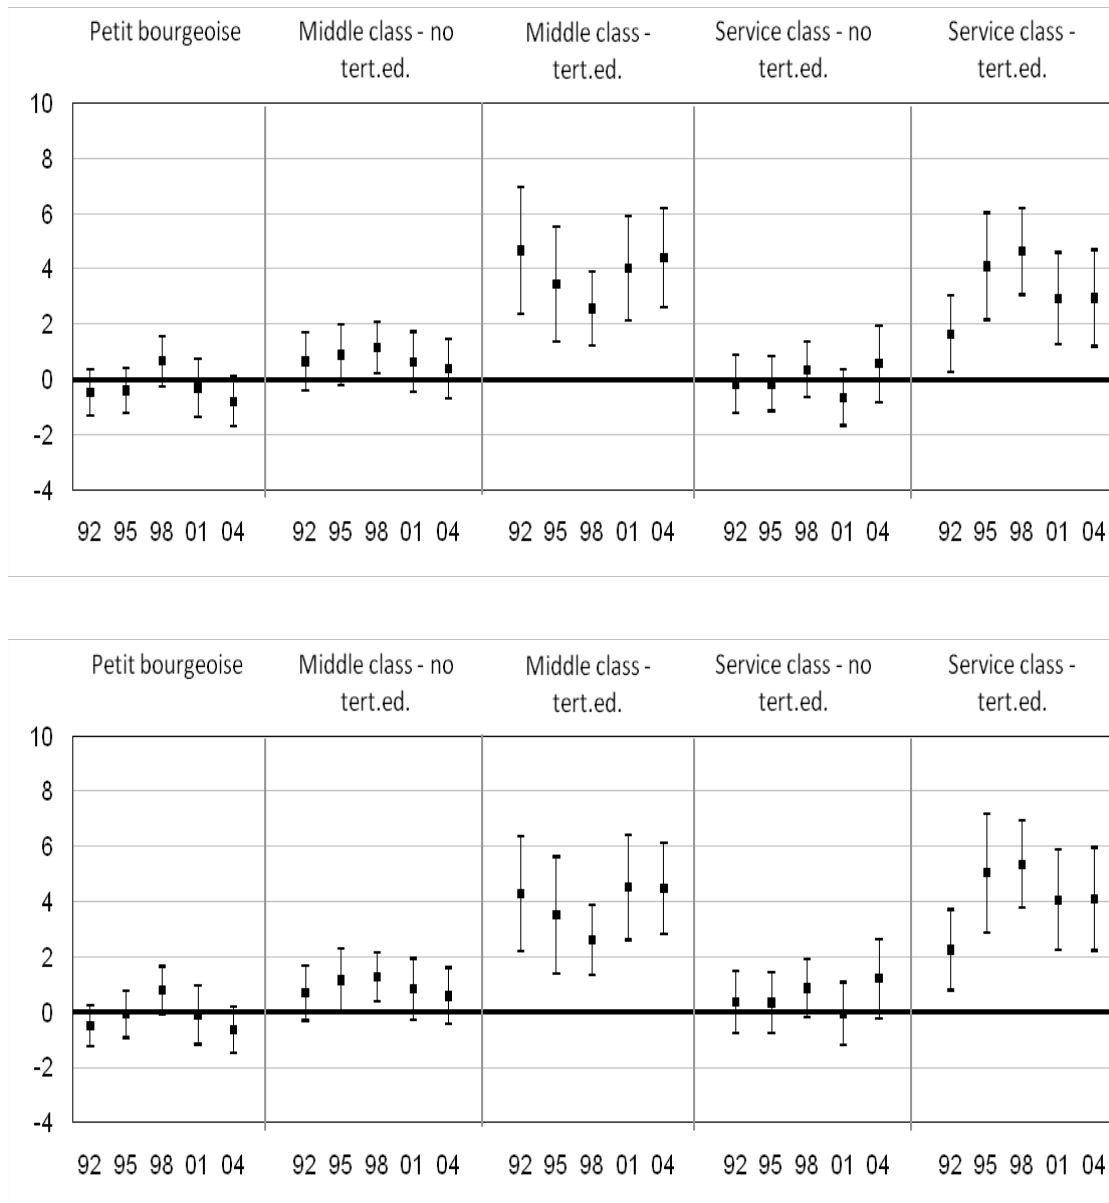 Petit bourgeoise Middle class - no Middle class - Service class - no Service class -
tert.ed. tert.ed. tert.ed. tert.ed.
10
8
6
4
2
0
-2
-4
92 95 98 01 04 92 95 98 01 04 92 95 98 01 04 92 95 98 01 04 92 95 98 01 04
Petit bourgeoise Middle class - no Middle class - Service class - no Service class -
tert.ed. tert.ed. tert.ed. tert.ed.
10
8
6
4
2
0
-2
-4
92 95 98 01 04 92 95 98 01 04 92 95 98 01 04 92 95 98 01 04 92 95 98 01 04